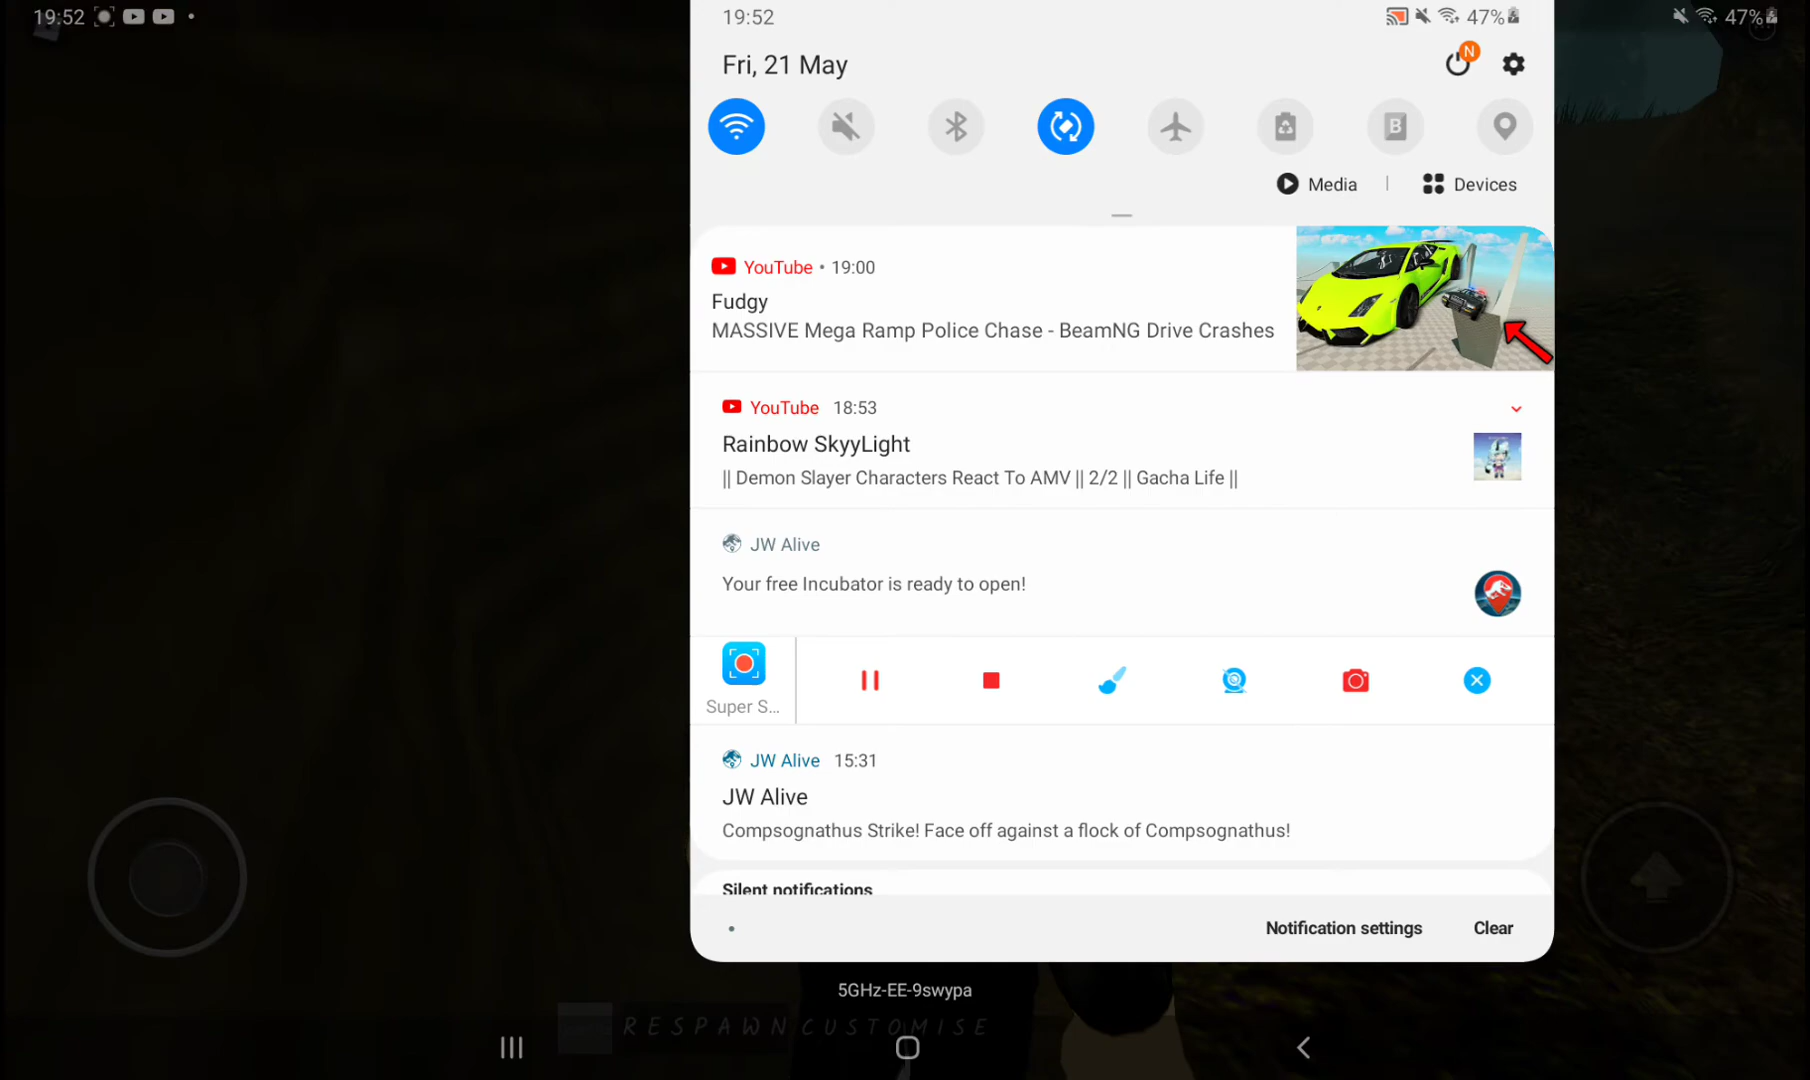 19:52
47%
19:52
47%
Fri, 21 May
N
B
Media
Devices
YouTube • 19:00
Fudgy
MASSIVE Mega Ramp Police Chase - BeamNG Drive Crashes
YouTube 18:53
Rainbow SkyyLight
|| Demon Slayer Characters React To AMV || 2/2 || Gacha Life ||
JW Alive
Your free Incubator is ready to open!
Super S...
JW Alive 15:31
JW Alive
Compsognathus Strike! Face off against a flock of Compsognathus!
Silent notifications
Notification settings
Clear
5GHz-EE-9swypa
RESPAWN CUSTOMISE